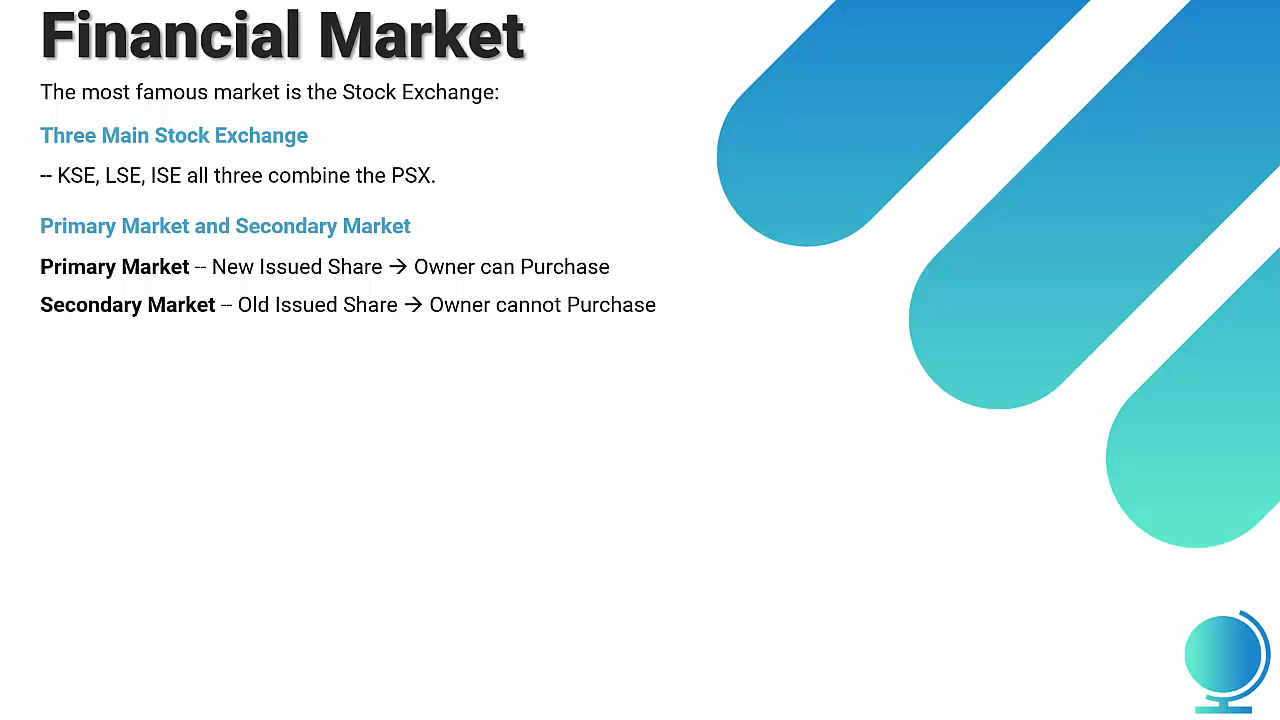 Financial Market
The most famous market is the Stock Exchange:
Three Main Stock Exchange
-- KSE, LSE, ISE all three combine the PSX.
Primary Market and Secondary Market
Primary Market -- New Issued Share → Owner can Purchase
Secondary Market -- Old Issued Share → Owner cannot Purchase